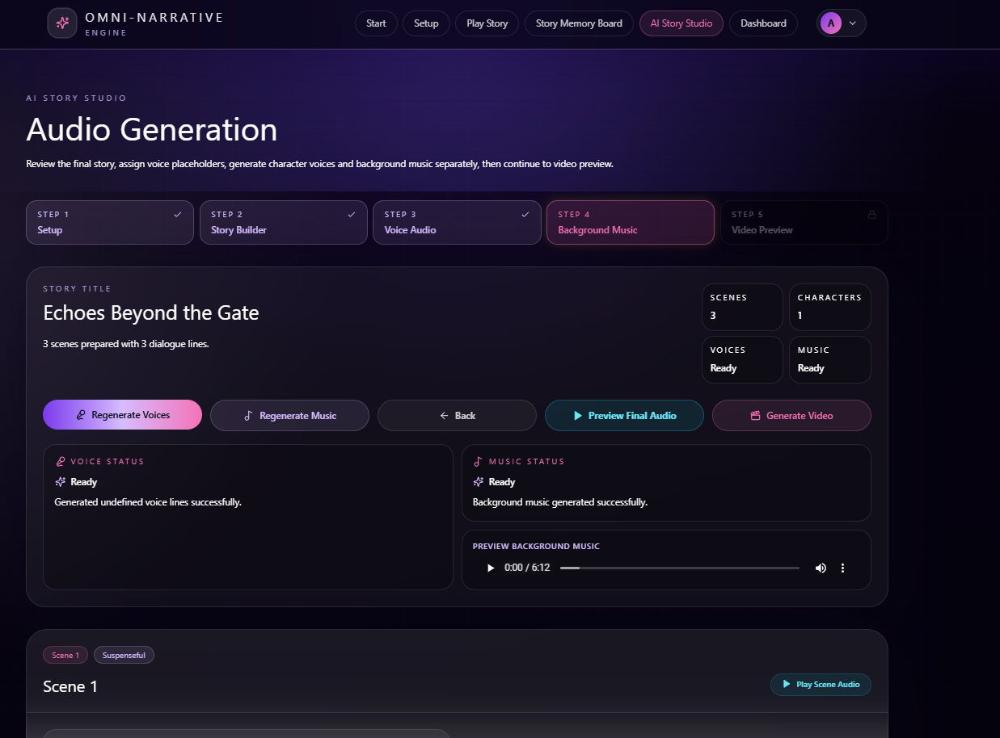 OMNI-NARRATIVE
ENGINE
Start
Setup
Play Story
Story Memory Board
AI Story Studio
Dashboard
A
AI STORY STUDIO
Audio Generation
Review the final story, assign voice placeholders, generate character voices and background music separately, then continue to video preview.
STEP 1
Setup
STEP 2
Story Builder
STEP 3
Voice Audio
STEP 4
Background Music
STEP 5
Video Preview
STORY TITLE
Echoes Beyond the Gate
3 scenes prepared with 3 dialogue lines.
SCENES
3
CHARACTERS
1
VOICES
Ready
MUSIC
Ready
Regenerate Voices
Regenerate Music
Back
Preview Final Audio
Generate Video
VOICE STATUS
Ready
Generated undefined voice lines successfully.
MUSIC STATUS
Ready
Background music generated successfully.
PREVIEW BACKGROUND MUSIC
0:00 / 6:12
Scene 1
Suspenseful
Scene 1
Play Scene Audio